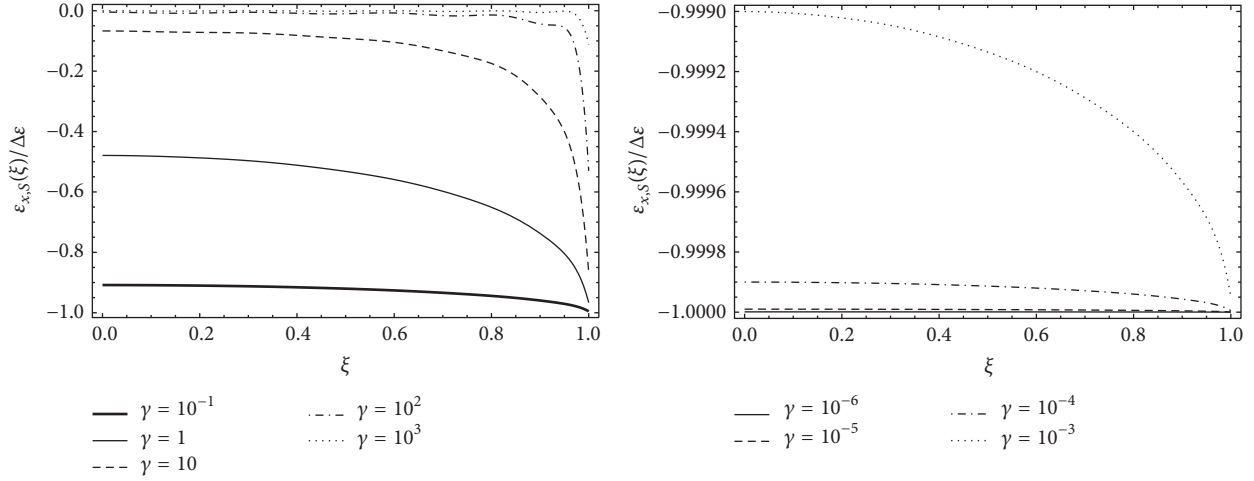 0.0
−0.2
−0.4
−0.6
−0.8
−1.0
ε_{x,S}(ξ)/Δε
0.0 0.2 0.4 0.6 0.8 1.0
ξ
γ = 10^{−1}
γ = 1
γ = 10
γ = 10^{2}
γ = 10^{3}
−0.9990
−0.9992
−0.9994
−0.9996
−0.9998
−1.0000
ε_{x,S}(ξ)/Δε
0.0 0.2 0.4 0.6 0.8 1.0
ξ
γ = 10^{−6}
γ = 10^{−5}
γ = 10^{−4}
γ = 10^{−3}